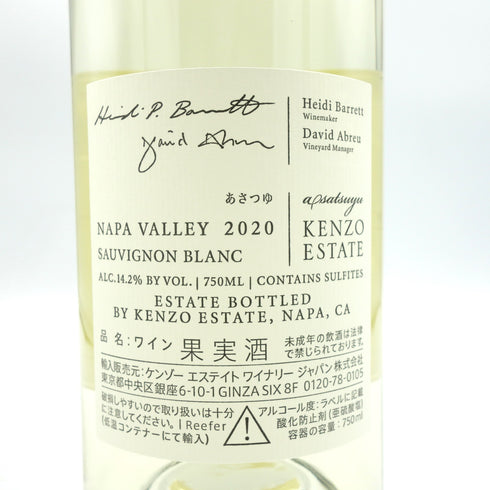 Heidi P. Barrett
David Abreu
Heidi Barrett
Winemaker
David Abreu
Vineyard Manager
あさつゆ
asatsuyu
NAPA VALLEY 2020
SAUVIGNON BLANC
KENZO
ESTATE
ALC.14.2% BY VOL. | 750ML | CONTAINS SULFITES
ESTATE BOTTLED
BY KENZO ESTATE, NAPA, CA
品 名：ワイン 果実酒 未成年の飲酒は法律で禁じられております。
輸入販売元：ケンゾー エステイト ワイナリー ジャパン株式会社
東京都中央区銀座6-10-1 GINZA SIX 8F 0120-78-0105
破損しやすいので取り扱いは十分
に注意してください。 | Reefer
(低温コンテナーにて輸入)
アルコール度：ラベルに記載
酸化防止剤 (亜硫酸塩)
容器の容量：750ml